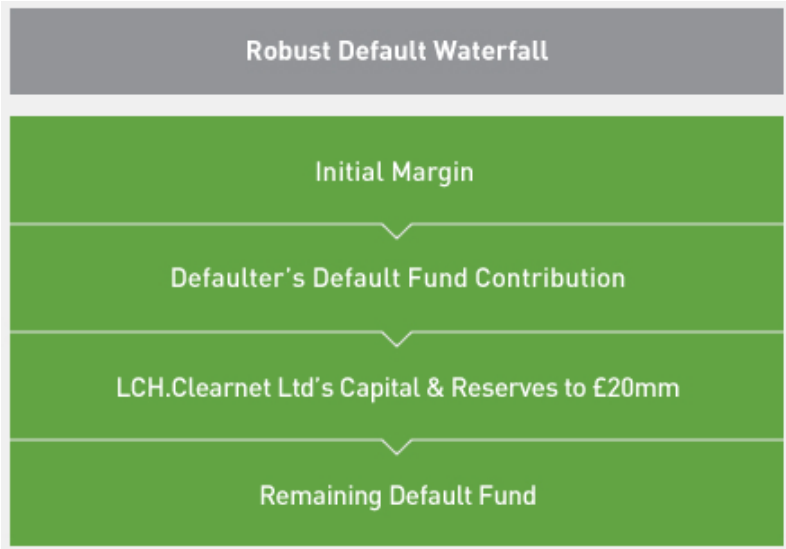 Robust Default Waterfall
Initial Margin
Defaulter's Default Fund Contribution
LCH.Clearnet Ltd's Capital & Reserves to £20mm
Remaining Default Fund